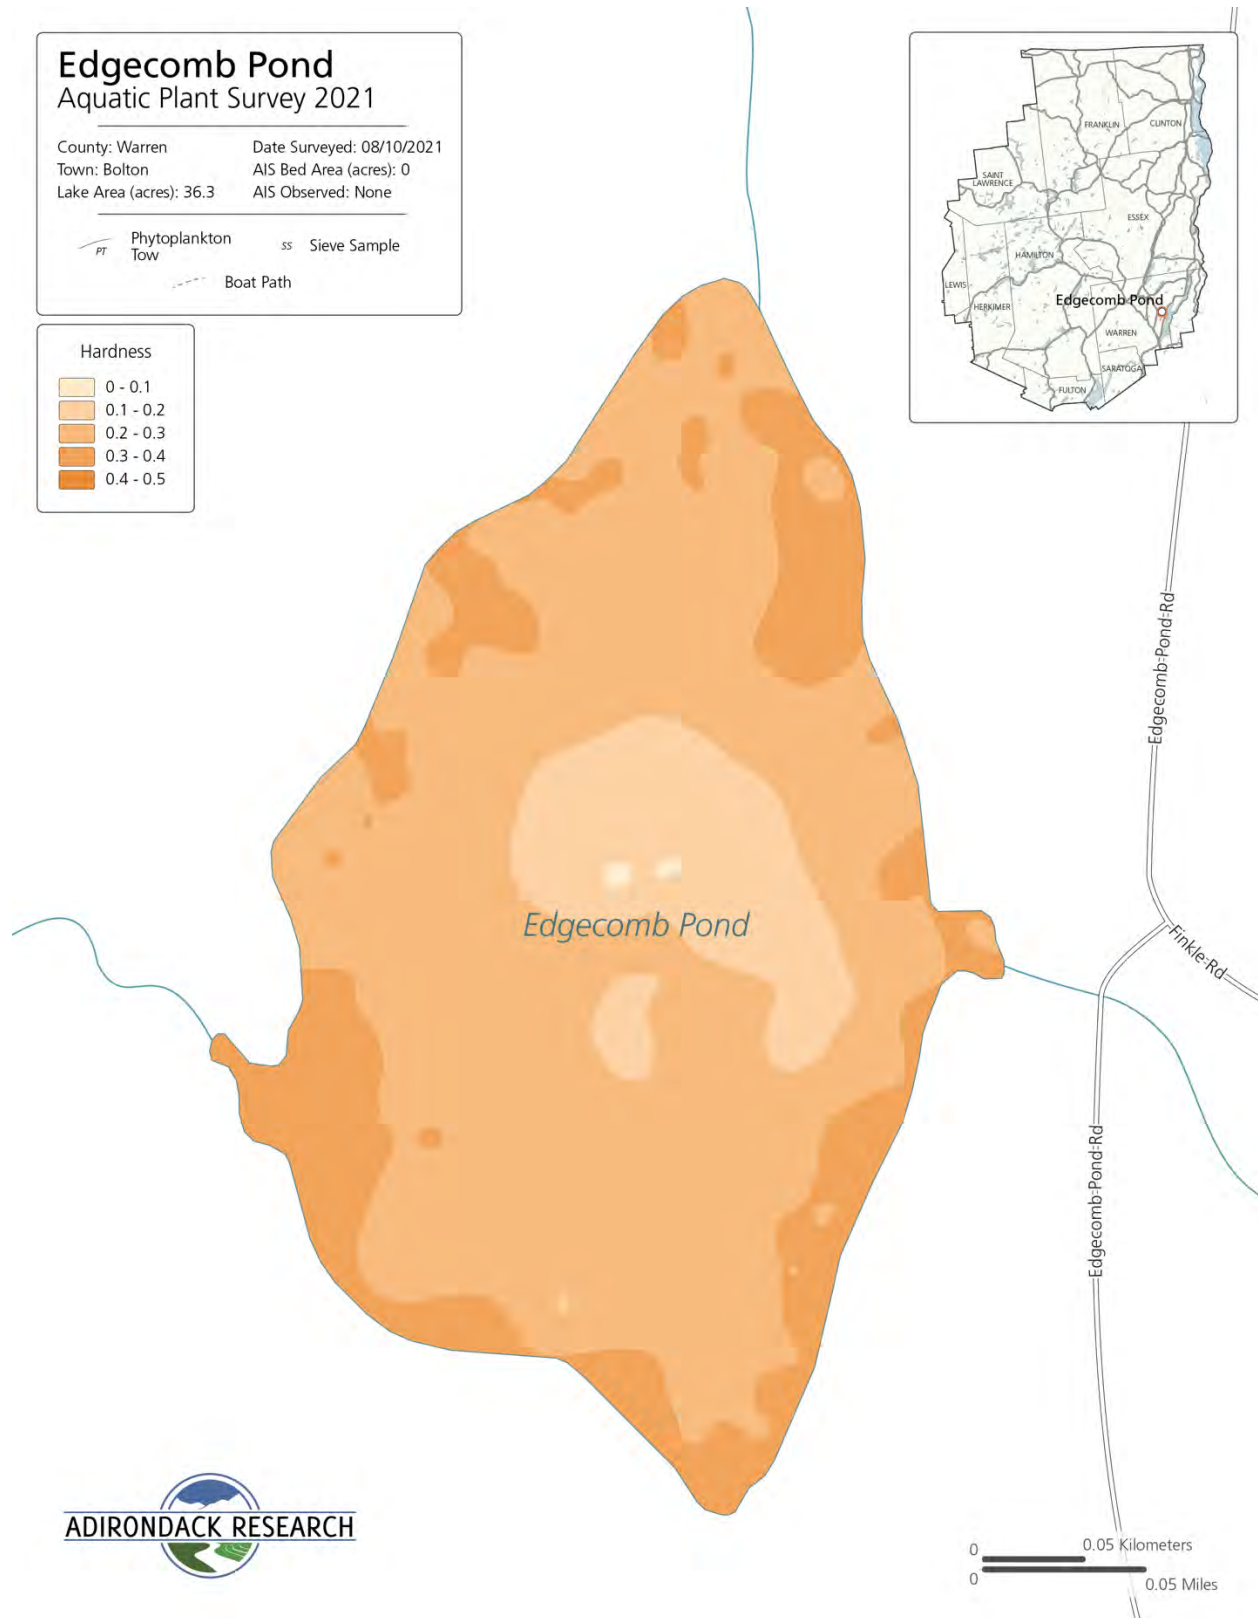 Edgecomb Pond
Aquatic Plant Survey 2021
County: Warren
Date Surveyed: 08/10/2021
Town: Bolton
AIS Bed Area (acres): 0
Lake Area (acres): 36.3
AIS Observed: None
PT
Phytoplankton
Tow
SS
Sieve Sample
Boat Path
Hardness
0 - 0.1
0.1 - 0.2
0.2 - 0.3
0.3 - 0.4
0.4 - 0.5
FRANKLIN
CLINTON
SAINT
LAWRENCE
ESSEX
HAMILTON
LEWIS
HERKIMER
Edgecomb Pond
WARREN
SARATOGA
FULTON
Edgecomb-Pond-Rd
Edgecomb Pond
Finkle-Rd
Edgecomb-Pond-Rd
ADIRONDACK RESEARCH
0
0.05 Kilometers
0
0.05 Miles